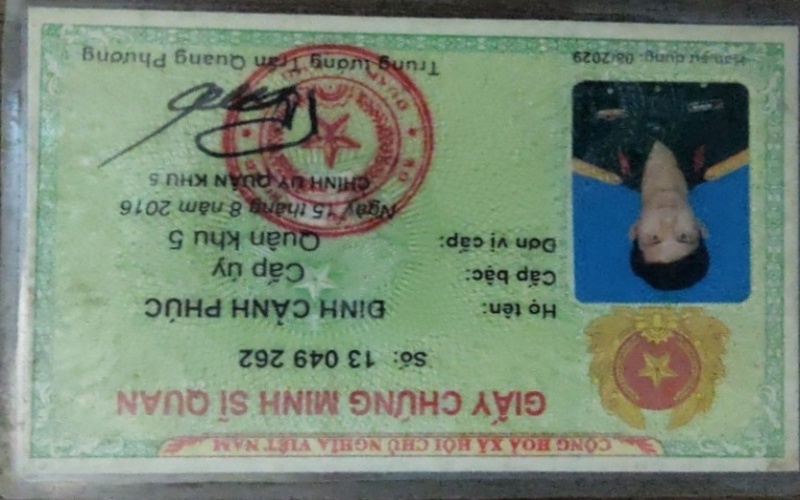 CỘNG HOÀ XÃ HỘI CHỦ NGHĨA VIỆT NAM
GIẤY CHỨNG MINH SĨ QUAN
Số: 13 049 262
Họ tên: ĐINH CẢNH PHÚC
Cấp bậc: Cấp úy
Đơn vị cấp: Quân khu 5
Ngày 15 tháng 8 năm 2016
CHÍNH ỦY QUÂN KHU 5
Trung tướng Trần Quang Phương
Hạn sử dụng: 08/2029